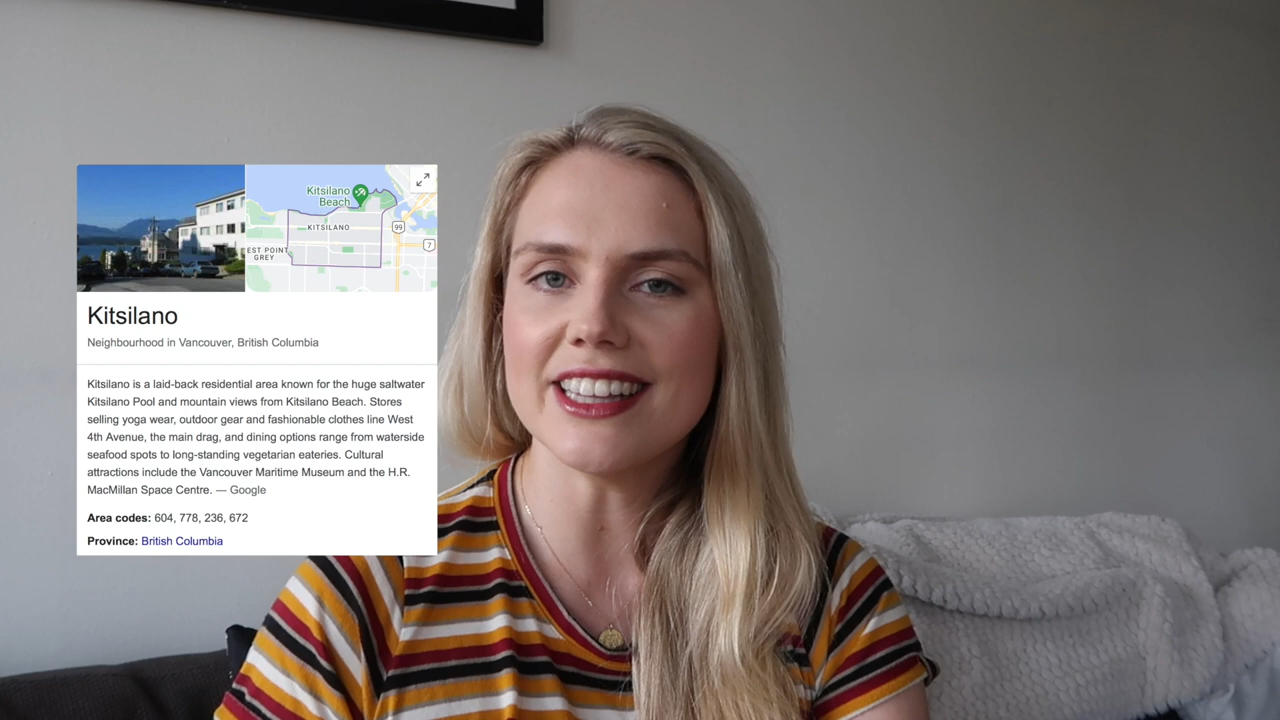 Kitsilano
Beach
KITSILANO
99
7
EST POINT
GREY
Kitsilano
Neighbourhood in Vancouver, British Columbia
Kitsilano is a laid-back residential area known for the huge saltwater
Kitsilano Pool and mountain views from Kitsilano Beach. Stores
selling yoga wear, outdoor gear and fashionable clothes line West
4th Avenue, the main drag, and dining options range from waterside
seafood spots to long-standing vegetarian eateries. Cultural
attractions include the Vancouver Maritime Museum and the H.R.
MacMillan Space Centre. — Google
Area codes: 604, 778, 236, 672
Province: British Columbia